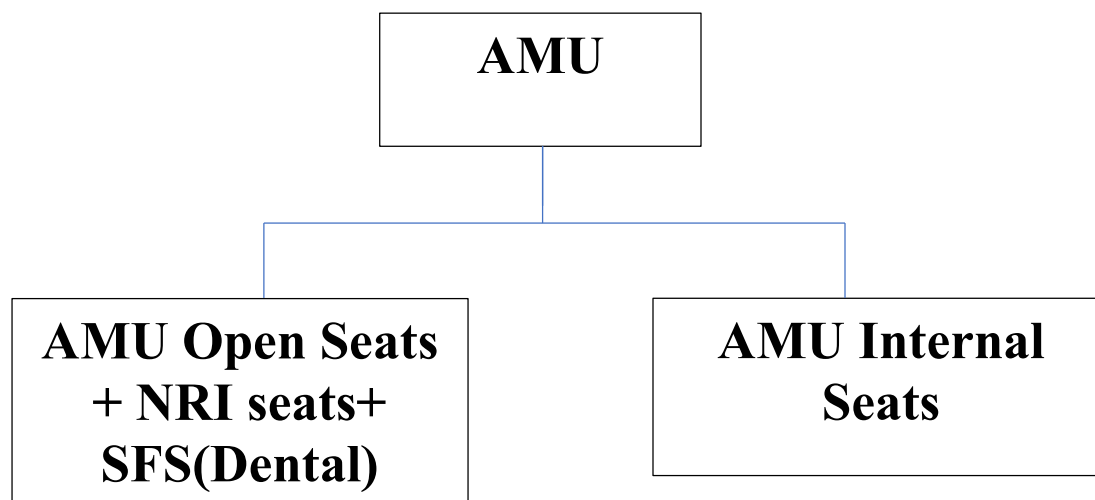 AMU
AMU Open Seats
+ NRI seats+
SFS(Dental)
AMU Internal
Seats